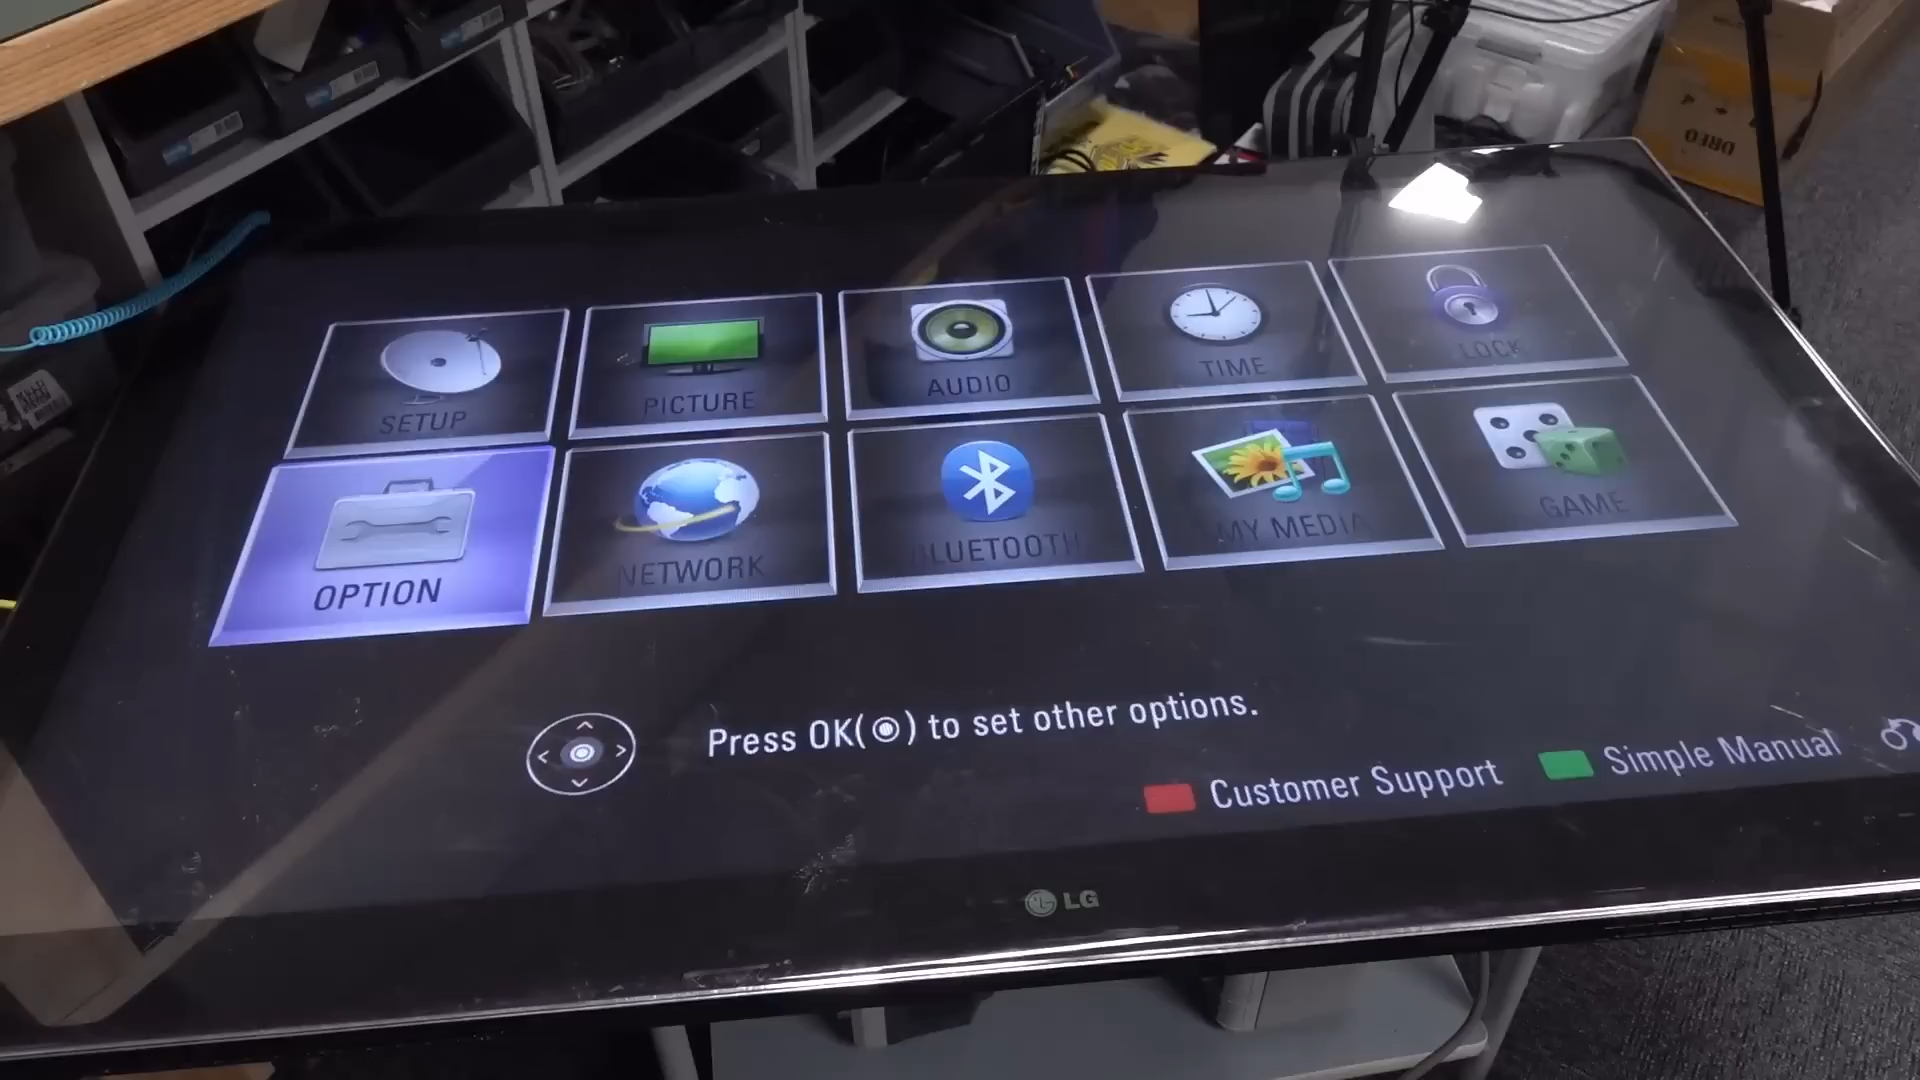 SETUP
PICTURE
AUDIO
TIME
LOCK
OPTION
NETWORK
BLUETOOTH
MY MEDIA
GAME
Press OK(◉) to set other options.
Customer Support
Simple Manual
LG
DREO